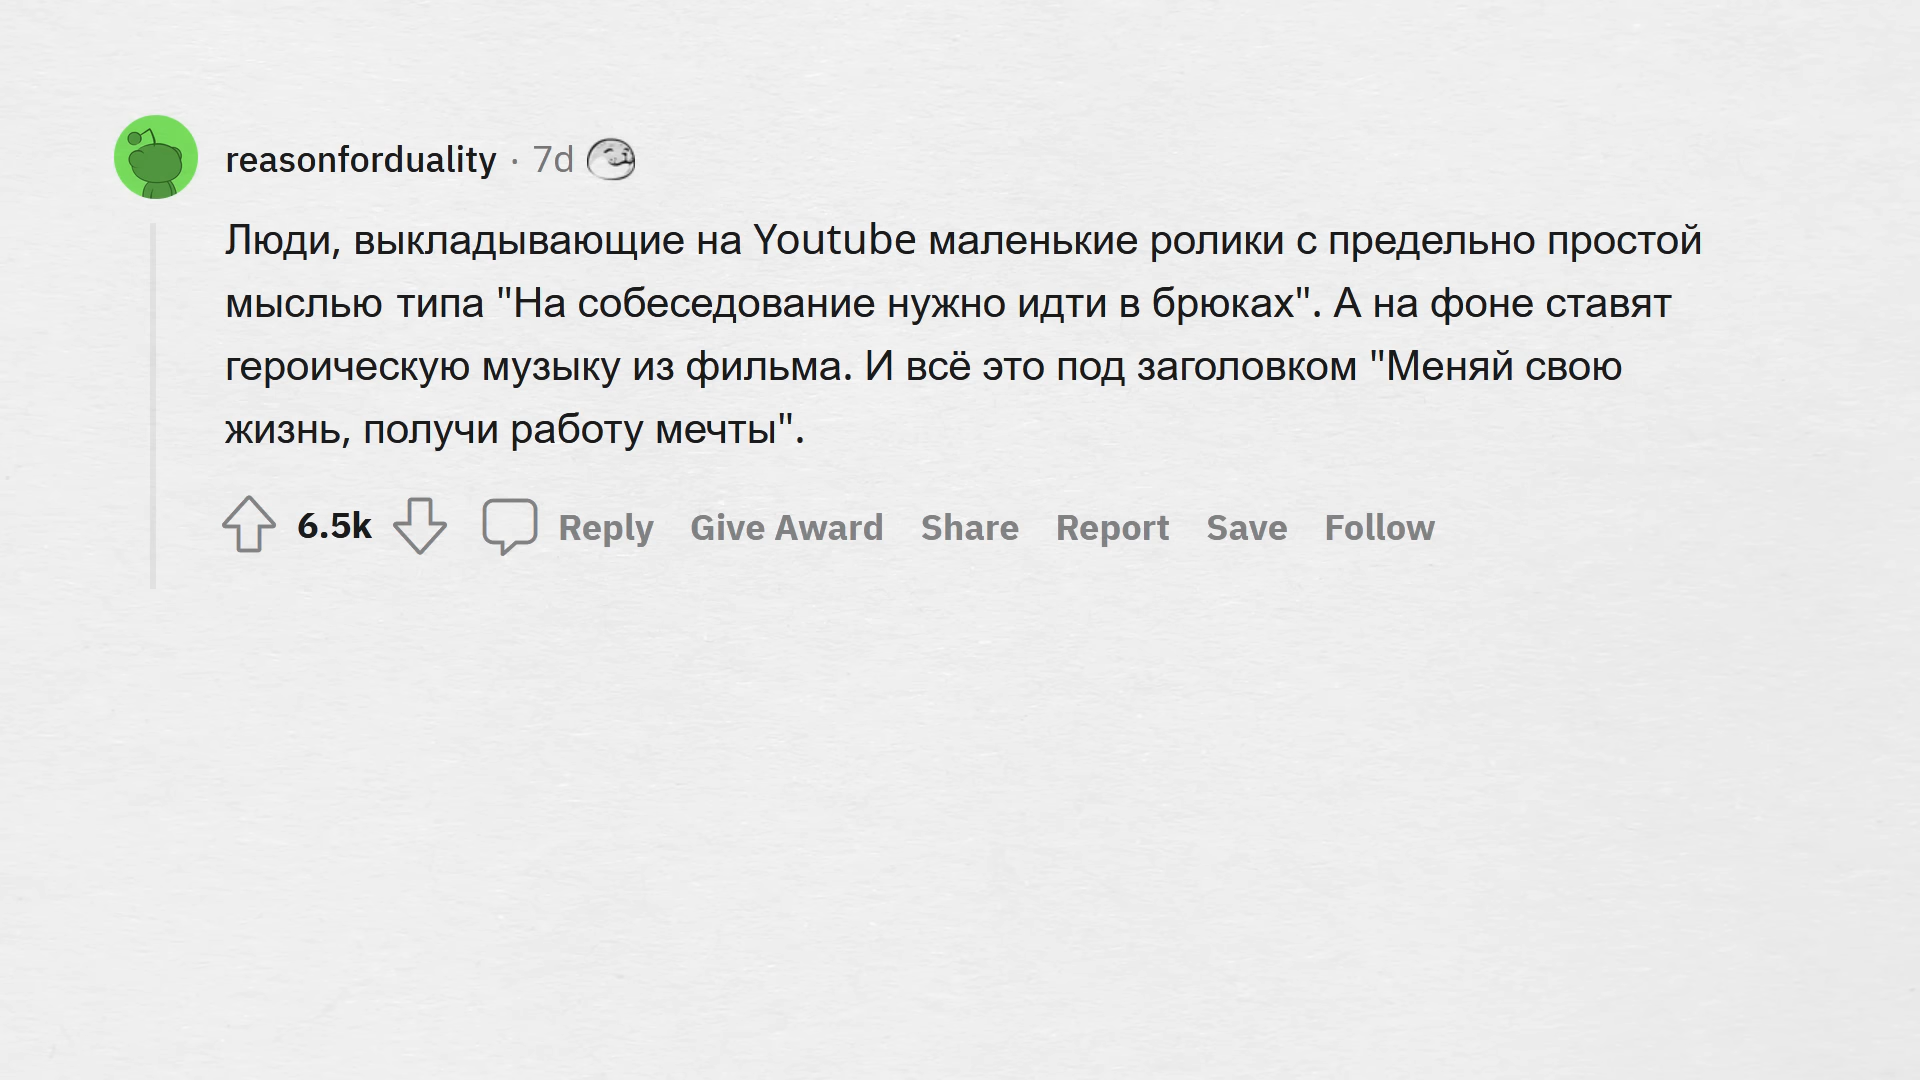 reasonforduality · 7d
Люди, выкладывающие на Youtube маленькие ролики с предельно простой
мыслью типа "На собеседование нужно идти в брюках". А на фоне ставят
героическую музыку из фильма. И всё это под заголовком "Меняй свою
жизнь, получи работу мечты".
6.5k Reply Give Award Share Report Save Follow